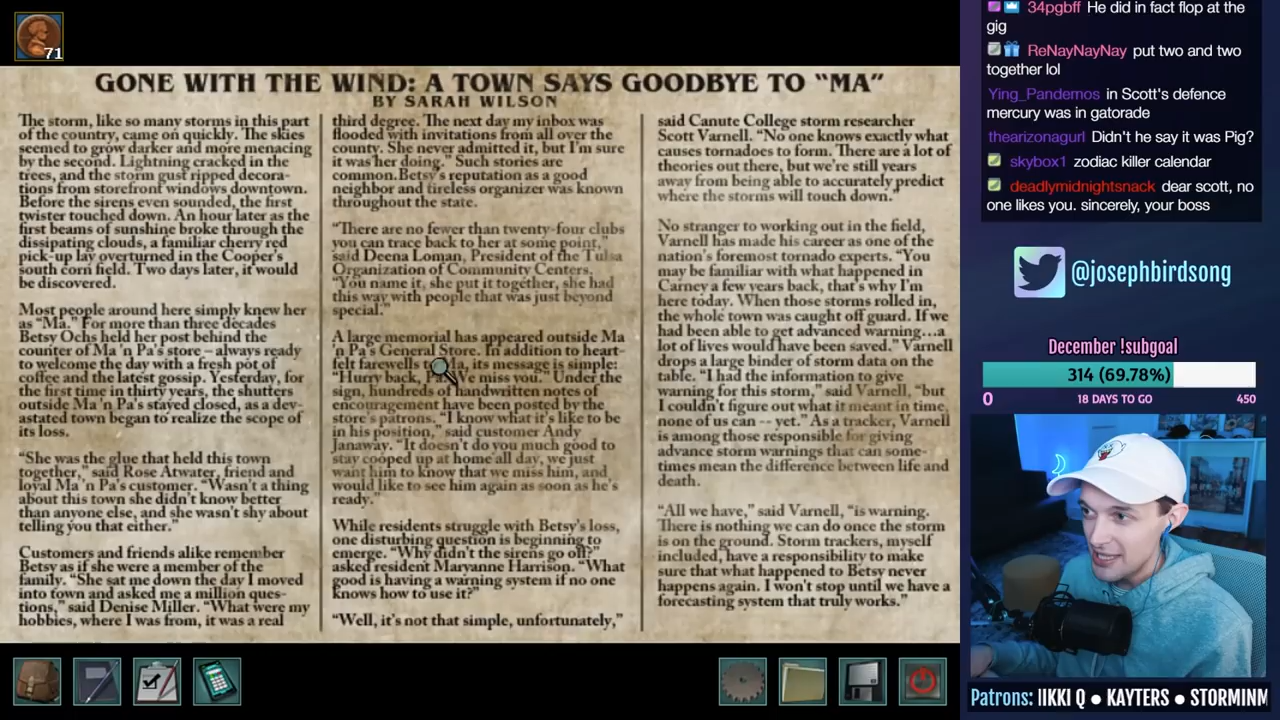 71
GONE WITH THE WIND: A TOWN SAYS GOODBYE TO “MA”
BY SARAH WILSON
The storm, like so many storms in this part
of the country, came on quickly. The skies
seemed to grow darker and more menacing
by the second. Lightning cracked in the
trees, and the storm gust ripped decora-
tions from storefront windows downtown.
Before the sirens even sounded, the first
twister touched down. An hour later as the
first beams of sunshine broke through the
dissipating clouds, a familiar cherry red
pick-up lay overturned in the Cooper's
south corn field. Two days later, it would
be discovered.
Most people around here simply knew her
as “Ma.” For more than three decades
Betsy Ochs held her post behind the
counter of Ma 'n Pa's store – always ready
to welcome the day with a fresh pot of
coffee and the latest gossip. Yesterday, for
the first time in thirty years, the shutters
outside Ma 'n Pa's stayed closed, as a dev-
astated town began to realize the scope of
its loss.
“She was the glue that held this town
together,” said Rose Atwater, friend and
loyal Ma 'n Pa's customer. “Wasn't a thing
about this town she didn't know better
than anyone else, and she wasn't shy about
telling you that either.”
Customers and friends alike remember
Betsy as if she were a member of the
family. “She sat me down the day I moved
into town and asked me a million ques-
tions,” said Denise Miller. “What were my
hobbies, where I was from, it was a real
third degree. The next day my inbox was
flooded with invitations from all over the
county. She never admitted it, but I'm sure
it was her doing.” Such stories are
common.Betsy's reputation as a good
neighbor and tireless organizer was known
throughout the state.
“There are no fewer than twenty-four clubs
you can trace back to her at some point,”
said Deena Loman, President of the Tulsa
Organization of Community Centers.
“You name it, she put it together, she had
this way with people that was just beyond
special.”
A large memorial has appeared outside Ma
'n Pa's General Store. In addition to heart-
felt farewells to Ma, its message is simple:
“Hurry back, Pa. We miss you.” Under the
sign, hundreds of handwritten notes of
encouragement have been posted by the
store's patrons. “I know what it's like to be
in his position,” said customer Andy
Janaway. “It doesn't do you much good to
stay cooped up at home all day, we just
want him to know that we miss him, and
would like to see him again as soon as he's
ready.”
While residents struggle with Betsy's loss,
one disturbing question is beginning to
emerge. “Why didn't the sirens go off?”
asked resident Maryanne Harrison. “What
good is having a warning system if no one
knows how to use it?”
“Well, it's not that simple, unfortunately,”
said Canute College storm researcher
Scott Varnell. “No one knows exactly what
causes tornadoes to form. There are a lot of
theories out there, but we're still years
away from being able to accurately predict
where the storms will touch down.”
No stranger to working out in the field,
Varnell has made his career as one of the
nation's foremost tornado experts. “You
may be familiar with what happened in
Carney a few years back, that's why I'm
here today. When those storms rolled in,
the whole town was caught off guard. If we
had been able to get advanced warning...a
lot of lives would have been saved.” Varnell
drops a large binder of storm data on the
table. “I had the information to give
warning for this storm,” said Varnell, “but
I couldn't figure out what it meant in time,
none of us can -- yet.” As a tracker, Varnell
is among those responsible for giving
advance storm warnings that can some-
times mean the difference between life and
death.
“All we have,” said Varnell, “is warning.
There is nothing we can do once the storm
is on the ground. Storm trackers, myself
included, have a responsibility to make
sure that what happened to Betsy never
happens again. I won't stop until we have a
forecasting system that truly works.”
34pgbff He did in fact flop at the
gig
ReNayNayNay put two and two
together lol
Ying_Pandemos in Scott's defence
mercury was in gatorade
thearizonagurl Didn't he say it was Pig?
skybox1 zodiac killer calendar
deadlymidnightsnack dear scott, no
one likes you. sincerely, your boss
@josephbirdsong
December !subgoal
314 (69.78%)
0 18 DAYS TO GO 450
Patrons: IIKKI Q ● KAYTERS ● STORMINM